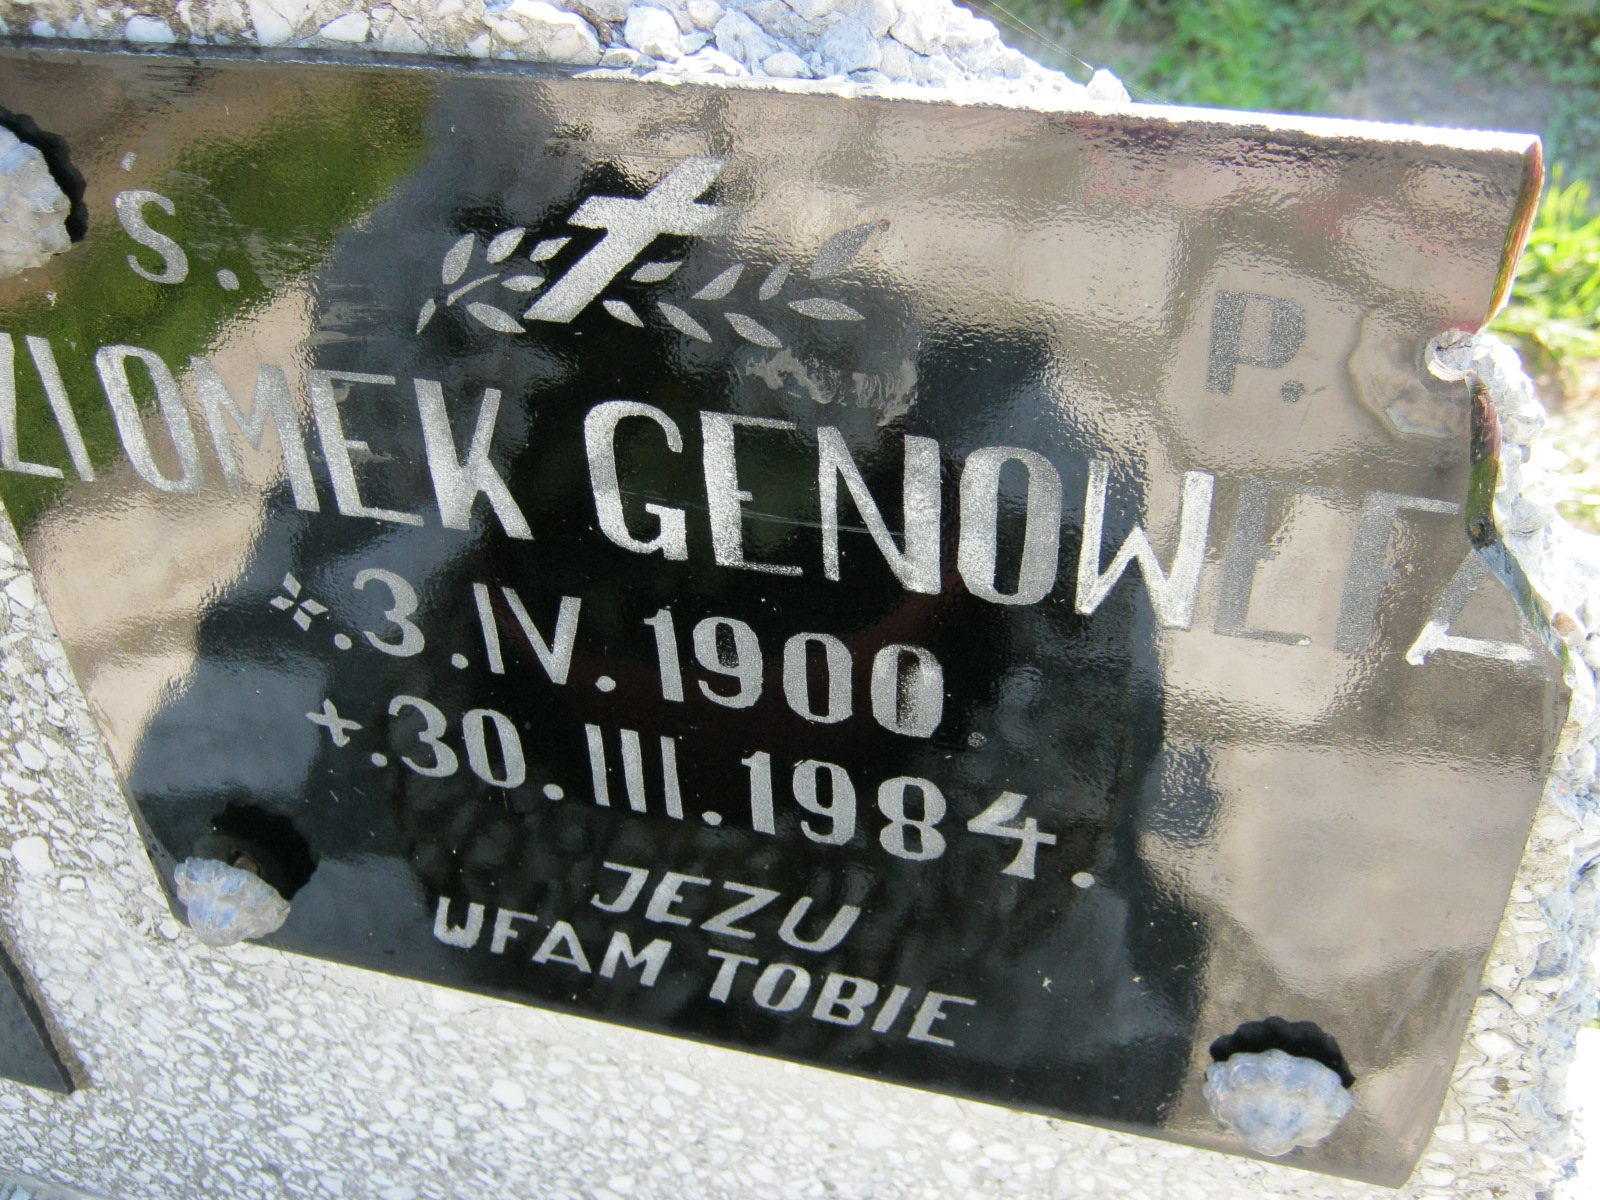 Ś. P.
ZIOMEK GENOWEFA
*.3.IV.1900.
+.30.III.1984.
JEZU
UFAM TOBIE